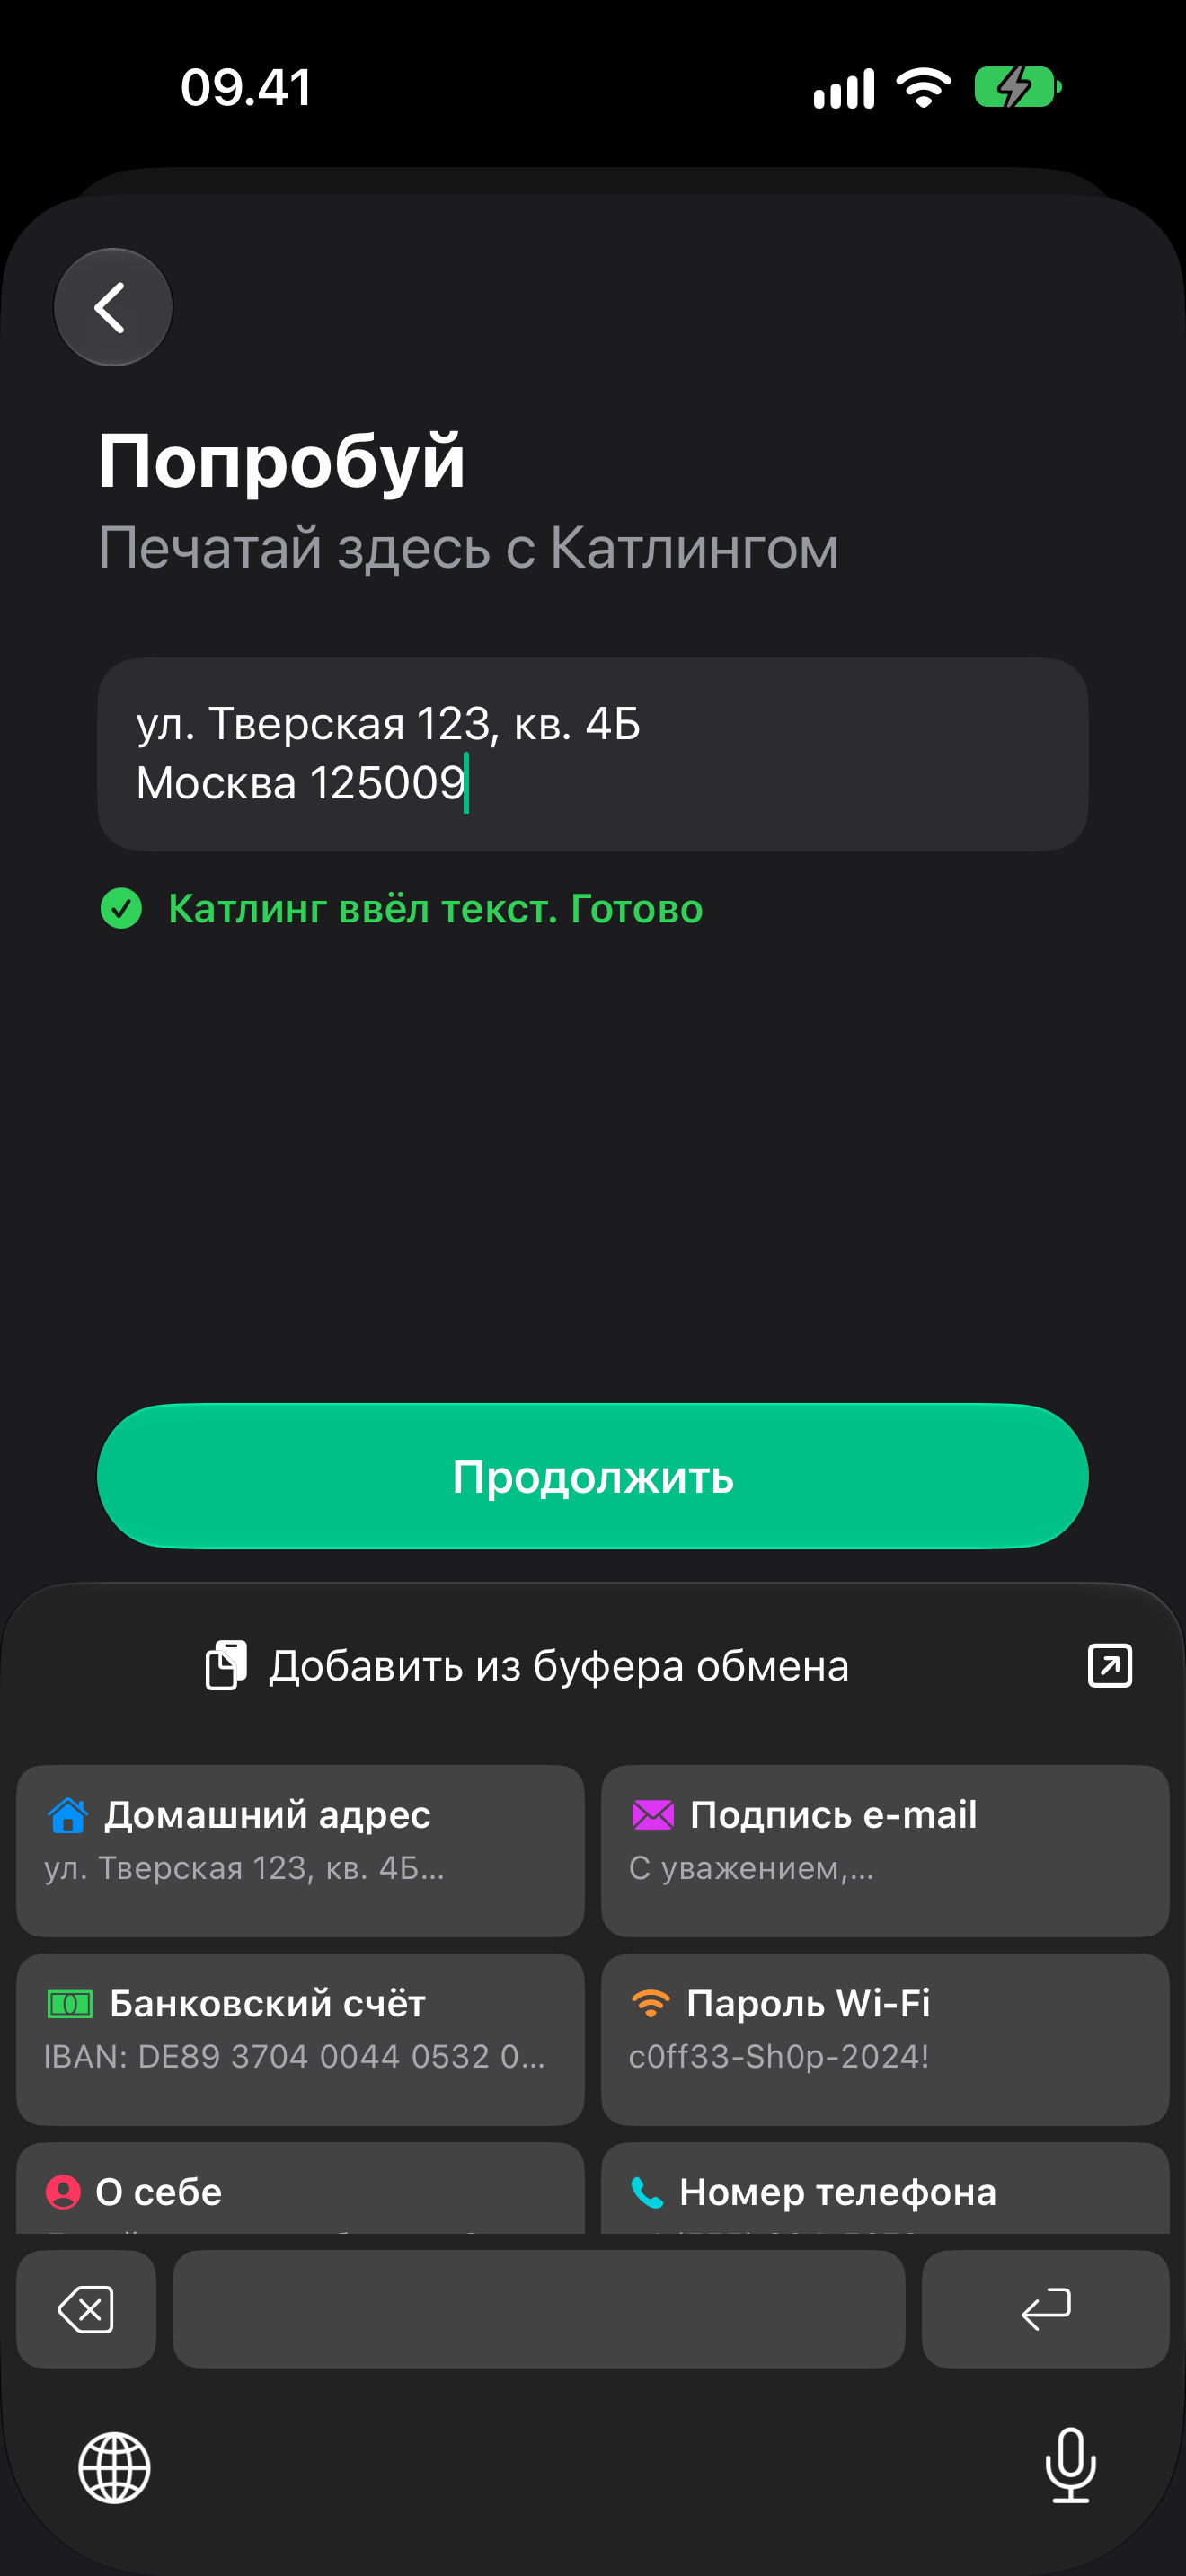 09.41
Попробуй
Печатай здесь с Катлингом
ул. Тверская 123, кв. 4Б
Москва 125009
Катлинг ввёл текст. Готово
Продолжить
Добавить из буфера обмена
Домашний адрес
ул. Тверская 123, кв. 4Б...
Подпись e-mail
С уважением,...
Банковский счёт
IBAN: DE89 3704 0044 0532 0...
Пароль Wi-Fi
c0ff33-Sh0p-2024!
О себе
Номер телефона